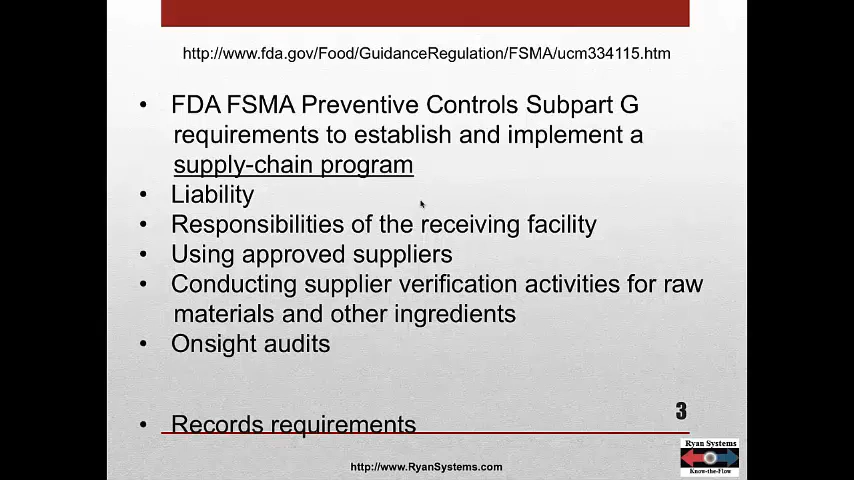 http://www.fda.gov/Food/GuidanceRegulation/FSMA/ucm334115.htm
• FDA FSMA Preventive Controls Subpart G
requirements to establish and implement a
supply-chain program
• Liability
• Responsibilities of the receiving facility
• Using approved suppliers
• Conducting supplier verification activities for raw
materials and other ingredients
• Onsight audits
• Records requirements
3
http://www.RyanSystems.com
Ryan Systems
Know-the-Flow